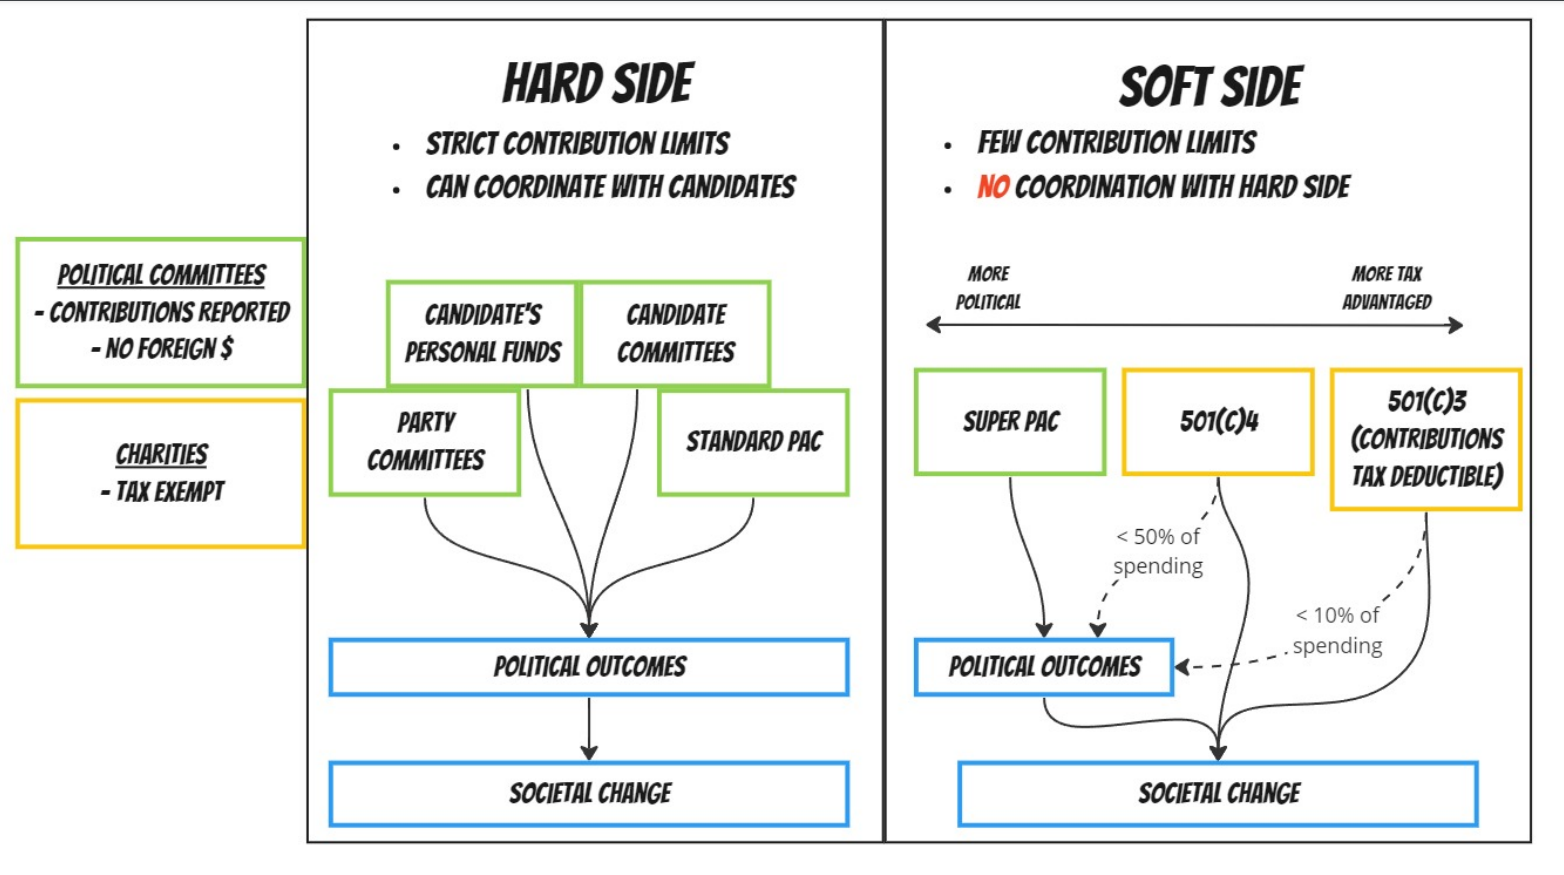 HARD SIDE
• STRICT CONTRIBUTION LIMITS
• CAN COORDINATE WITH CANDIDATES
SOFT SIDE
• FEW CONTRIBUTION LIMITS
• NO COORDINATION WITH HARD SIDE
POLITICAL COMMITTEES
- CONTRIBUTIONS REPORTED
- NO FOREIGN $
CHARITIES
- TAX EXEMPT
CANDIDATE'S
PERSONAL FUNDS
CANDIDATE
COMMITTEES
PARTY
COMMITTEES
STANDARD PAC
POLITICAL OUTCOMES
SOCIETAL CHANGE
MORE
POLITICAL
MORE TAX
ADVANTAGED
SUPER PAC
501(C)4
501(C)3
(CONTRIBUTIONS
TAX DEDUCTIBLE)
< 50% of
spending
< 10% of
spending
POLITICAL OUTCOMES
SOCIETAL CHANGE